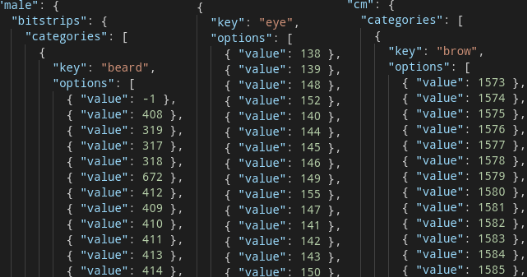 "male": {
"bitstrips": {
"categories": [
{
"key": "beard",
"options": [
{ "value": -1 },
{ "value": 408 },
{ "value": 319 },
{ "value": 317 },
{ "value": 318 },
{ "value": 672 },
{ "value": 412 },
{ "value": 409 },
{ "value": 410 },
{ "value": 411 },
{ "value": 413 },
{ "value": 414 },
{
"key": "eye",
"options": [
{ "value": 138 },
{ "value": 139 },
{ "value": 148 },
{ "value": 152 },
{ "value": 140 },
{ "value": 144 },
{ "value": 145 },
{ "value": 146 },
{ "value": 149 },
{ "value": 155 },
{ "value": 147 },
{ "value": 141 },
{ "value": 142 },
{ "value": 143 },
{ "value": 150 },
"cm": {
"categories": [
{
"key": "brow",
"options": [
{ "value": 1573 },
{ "value": 1574 },
{ "value": 1575 },
{ "value": 1576 },
{ "value": 1577 },
{ "value": 1578 },
{ "value": 1579 },
{ "value": 1580 },
{ "value": 1581 },
{ "value": 1582 },
{ "value": 1583 },
{ "value": 1584 },
{ "value": 1585 },